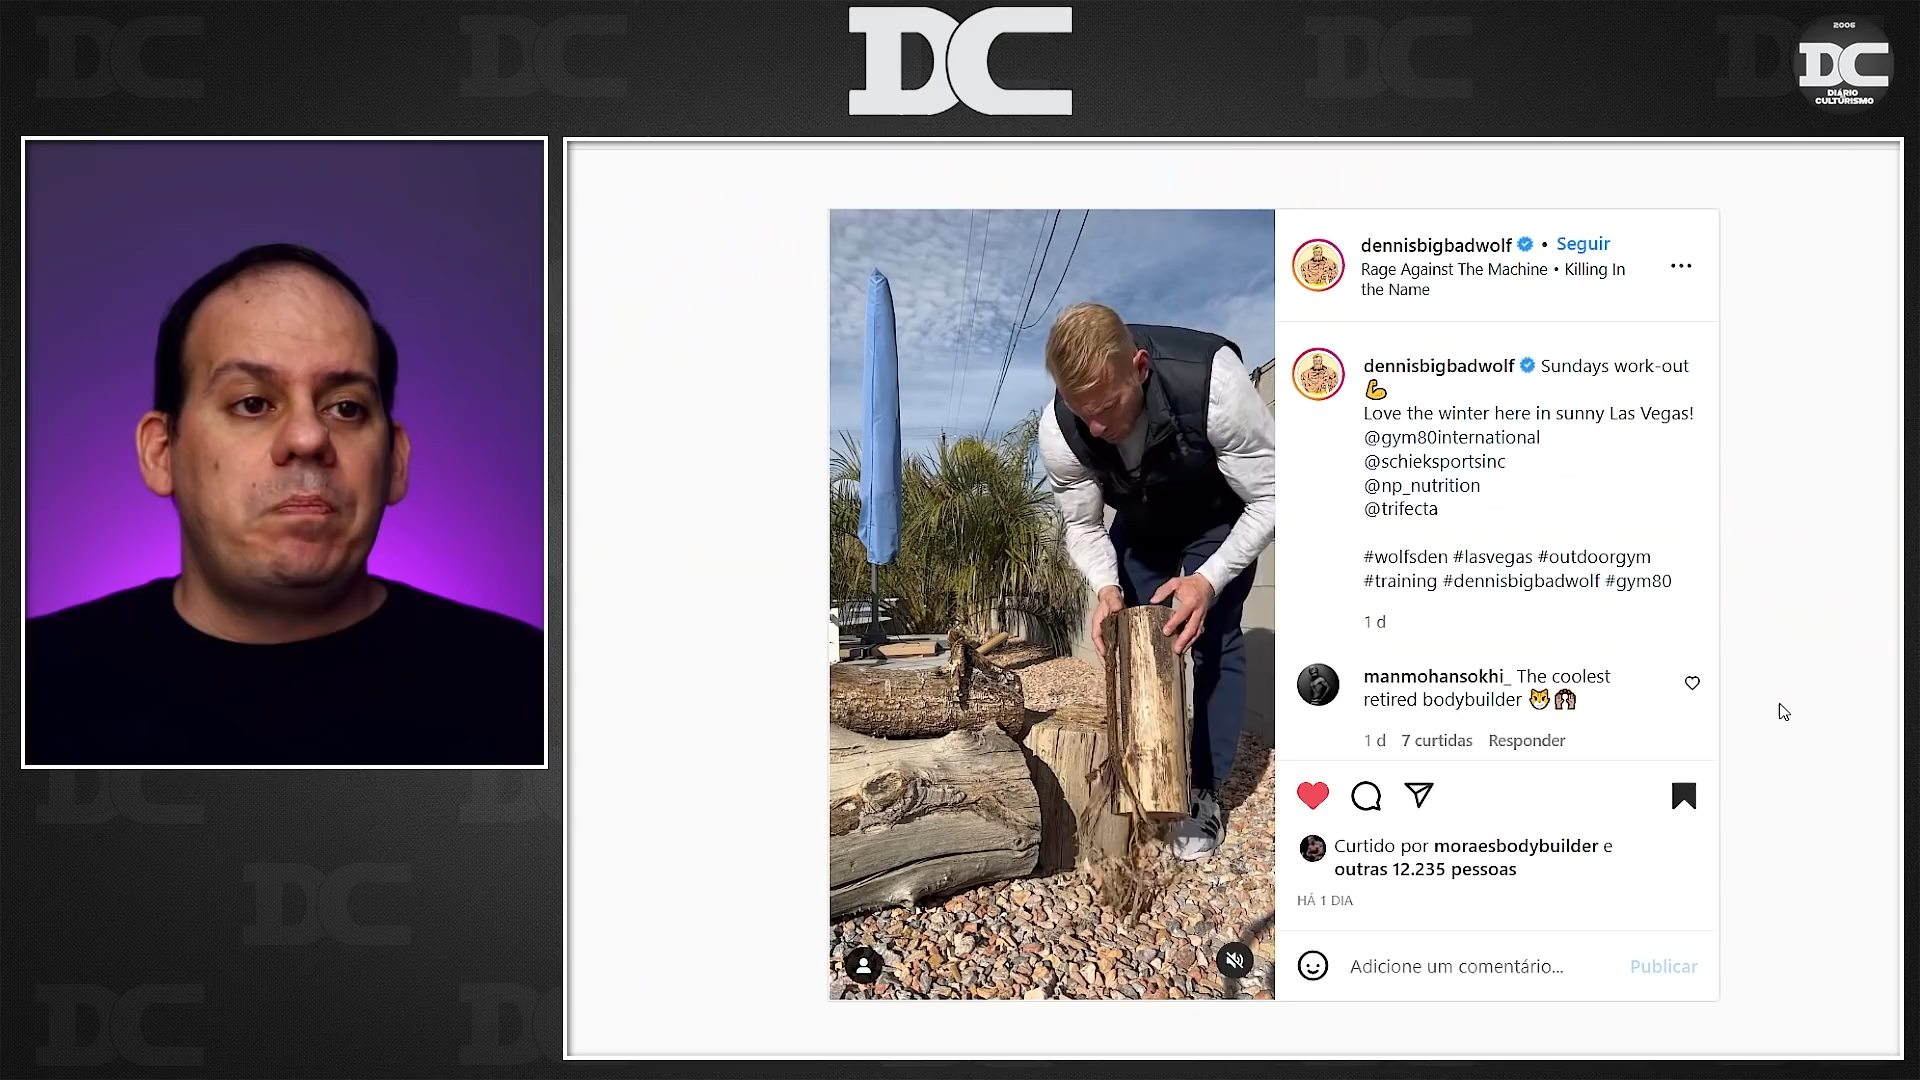 DC
2006
DC
DIÁRIO
CULTURISMO
dennisbigbadwolf • Seguir
Rage Against The Machine • Killing In
the Name
dennisbigbadwolf Sundays work-out
💪
Love the winter here in sunny Las Vegas!
@gym80international
@schieksportsinc
@np_nutrition
@trifecta
#wolfsden #lasvegas #outdoorgym
#training #dennisbigbadwolf #gym80
1 d
manmohansokhi_ The coolest
retired bodybuilder 🐯🙌🏽
1 d 7 curtidas Responder
Curtido por moraesbodybuilder e
outras 12.235 pessoas
HÁ 1 DIA
Adicione um comentário... Publicar